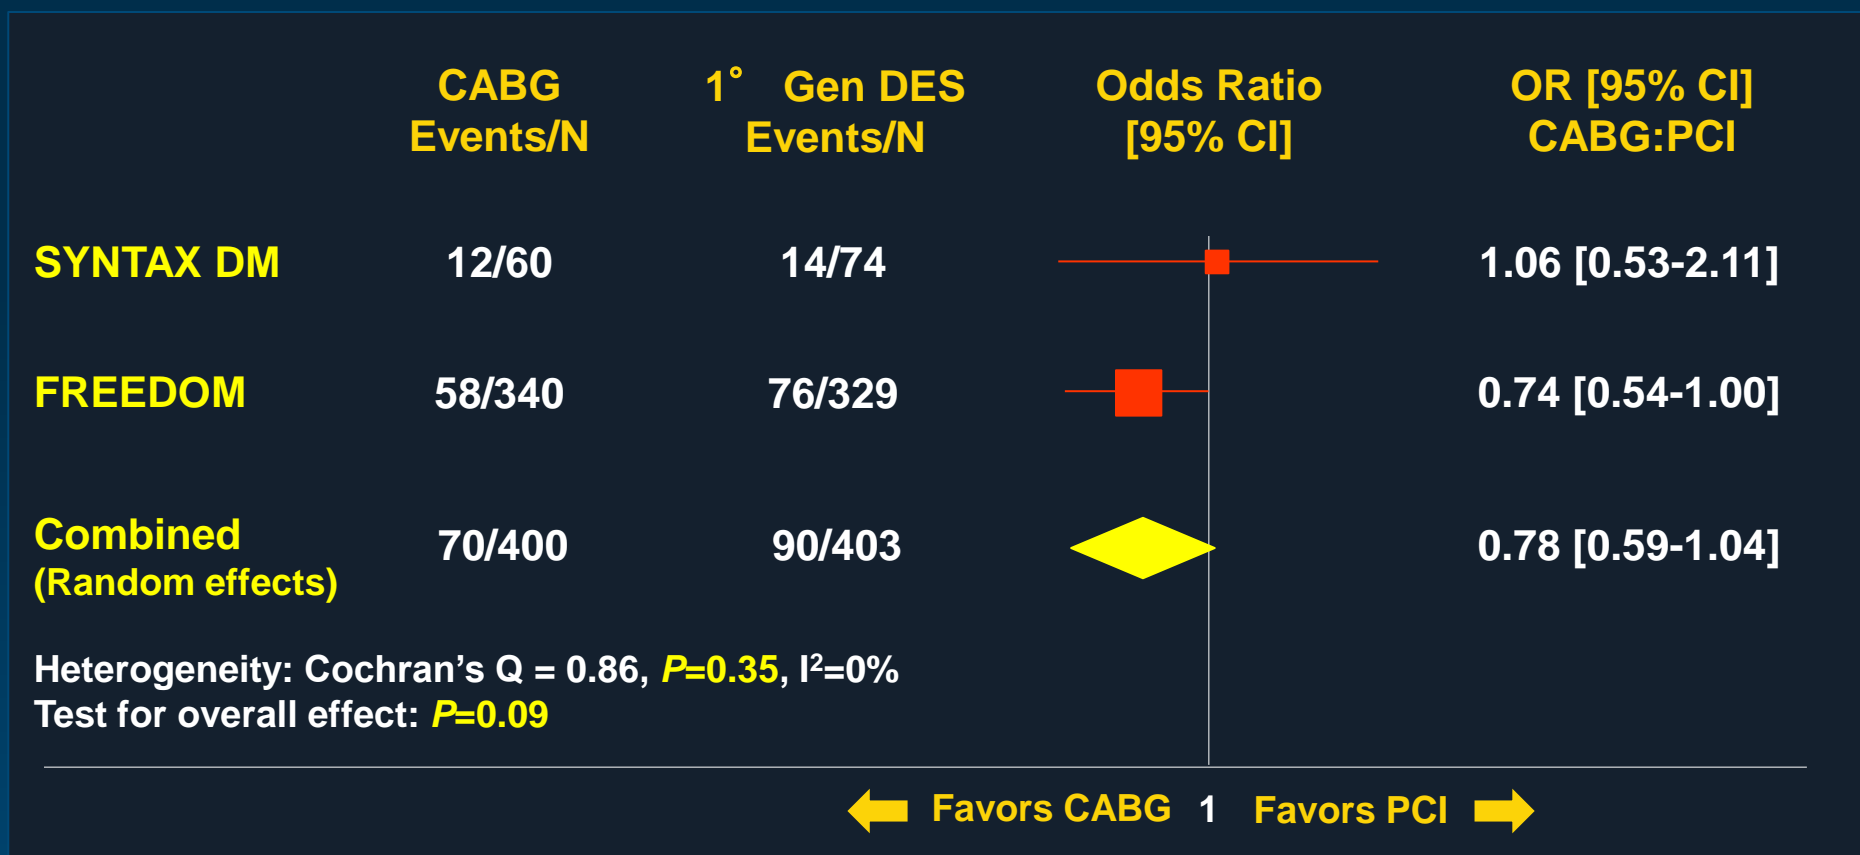 CABG
Events/N
1° Gen DES
Events/N
Odds Ratio
[95% CI]
OR [95% CI]
CABG:PCI
SYNTAX DM 12/60 14/74 1.06 [0.53-2.11]
FREEDOM 58/340 76/329 0.74 [0.54-1.00]
Combined 70/400 90/403 0.78 [0.59-1.04]
(Random effects)
Heterogeneity: Cochran’s Q = 0.86, P=0.35, I²=0%
Test for overall effect: P=0.09
Favors CABG 1 Favors PCI